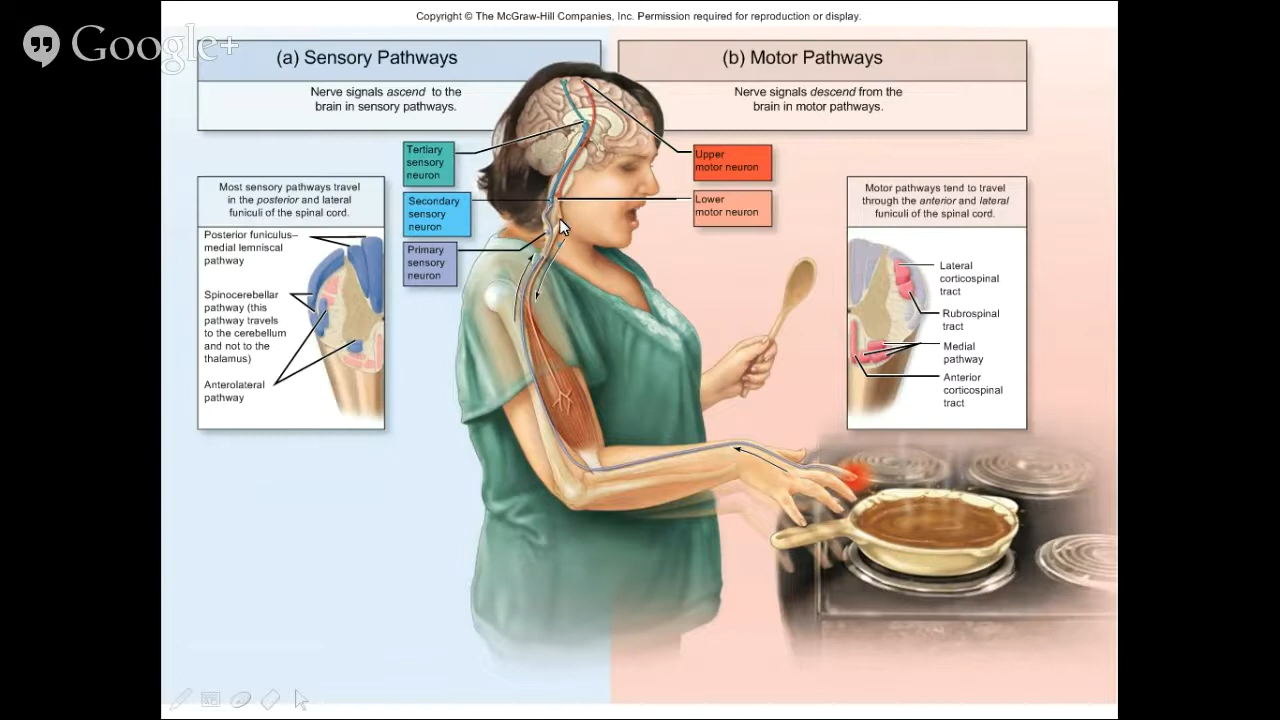 Copyright © The McGraw-Hill Companies, Inc. Permission required for reproduction or display.
Google+
(a) Sensory Pathways
Nerve signals ascend to the
brain in sensory pathways.
(b) Motor Pathways
Nerve signals descend from the
brain in motor pathways.
Tertiary
sensory
neuron
Secondary
sensory
neuron
Primary
sensory
neuron
Upper
motor neuron
Lower
motor neuron
Most sensory pathways travel
in the posterior and lateral
funiculi of the spinal cord.
Posterior funiculus–
medial lemniscal
pathway
Spinocerebellar
pathway (this
pathway travels
to the cerebellum
and not to the
thalamus)
Anterolateral
pathway
Motor pathways tend to travel
through the anterior and lateral
funiculi of the spinal cord.
Lateral
corticospinal
tract
Rubrospinal
tract
Medial
pathway
Anterior
corticospinal
tract